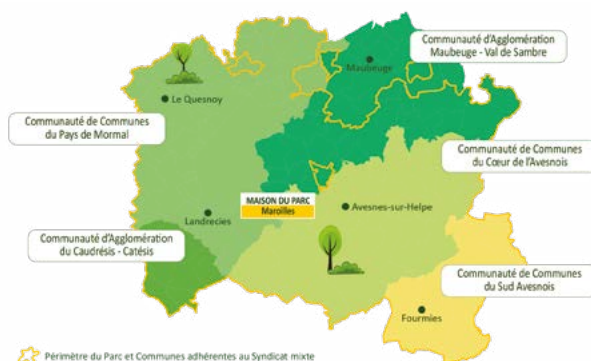 Communauté d'Agglomération
Maubeuge - Val de Sambre
Maubeuge
Le Quesnoy
Communauté de Communes
du Pays de Mormal
Communauté de Communes
du Cœur de l'Avesnois
MAISON DU PARC
Maroilles
Avesnes-sur-Helpe
Landrecies
Communauté d'Agglomération
du Caudrésis - Catésis
Communauté de Communes
du Sud Avesnois
Fourmies
Périmètre du Parc et Communes adhérentes au Syndicat mixte